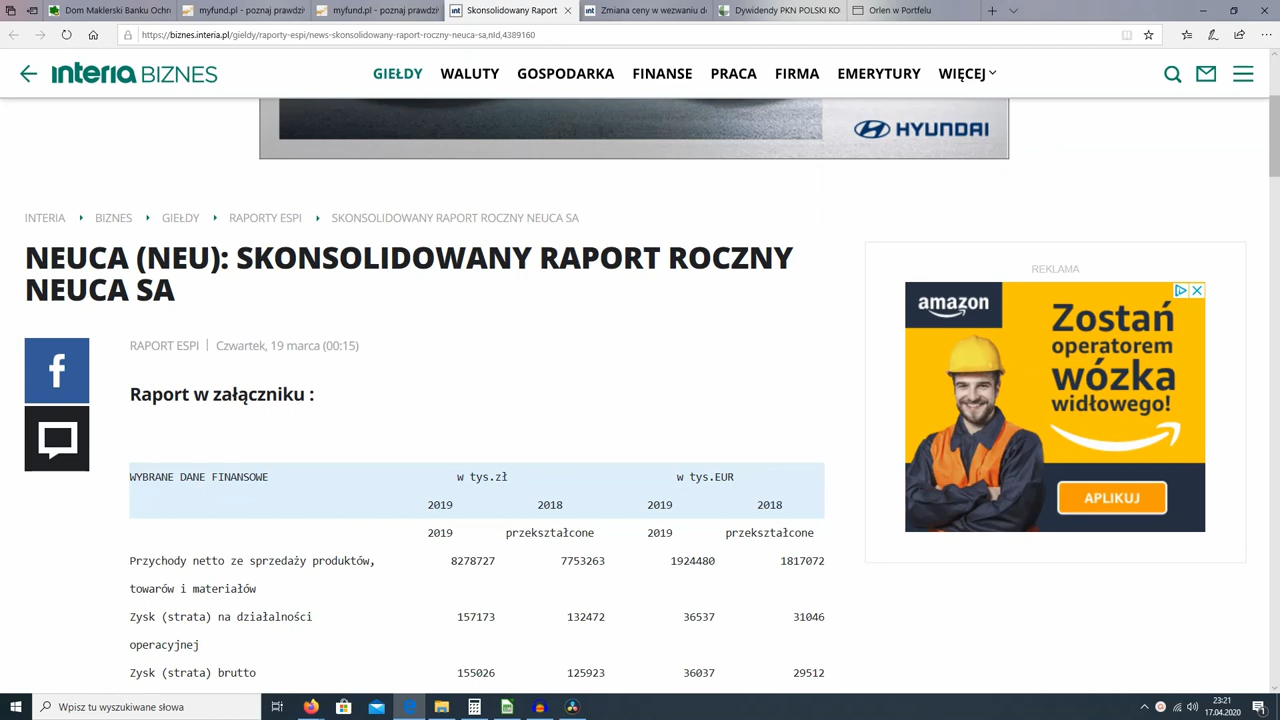 Dom Maklerski Banku Ochro
myfund.pl - poznaj prawdziw
myfund.pl - poznaj prawdzi
Skonsolidowany Raport
Zmiana ceny w wezwaniu do
Dywidendy PKN POLSKI KO
Orlen w Portfelu
https://biznes.interia.pl/gieldy/raporty-espi/news-skonsolidowany-raport-roczny-neuca-sa,nId,4389160
interia BIZNES
GIEŁDY WALUTY GOSPODARKA FINANSE PRACA FIRMA EMERYTURY WIĘCEJ
HYUNDAI
INTERIA BIZNES GIEŁDY RAPORTY ESPI SKONSOLIDOWANY RAPORT ROCZNY NEUCA SA
NEUCA (NEU): SKONSOLIDOWANY RAPORT ROCZNY
NEUCA SA
RAPORT ESPI | Czwartek, 19 marca (00:15)
Raport w załączniku :
WYBRANE DANE FINANSOWE w tys.zł w tys.EUR
2019 2018 2019 2018
2019 przekształcone 2019 przekształcone
Przychody netto ze sprzedaży produktów, 8278727 7753263 1924480 1817072
towarów i materiałów
Zysk (strata) na działalności 157173 132472 36537 31046
operacyjnej
Zysk (strata) brutto 155026 125923 36037 29512
REKLAMA
amazon
Zostań
operatorem
wózka
widłowego!
APLIKUJ
Wpisz tu wyszukiwane słowa
23:21
17.04.2020